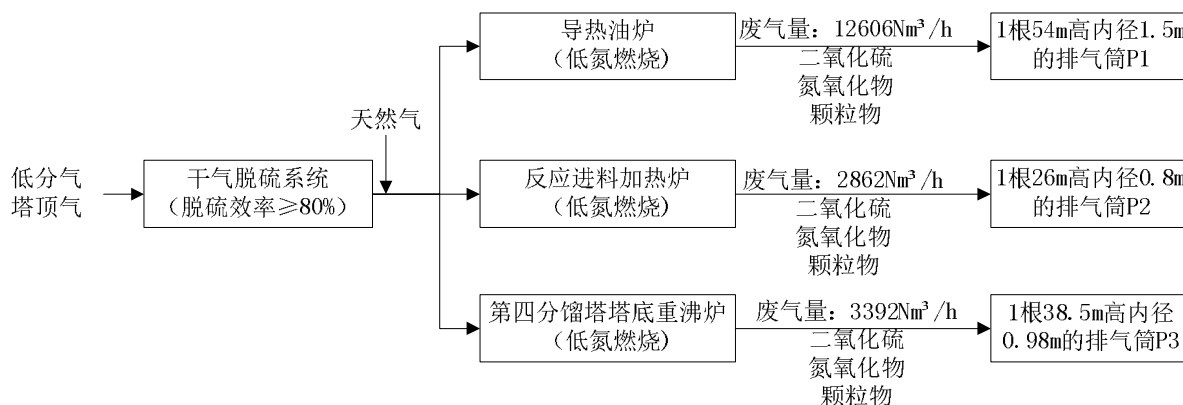 导热油炉
（低氮燃烧）
废气量：12606Nm³/h
二氧化硫
氮氧化物
颗粒物
1根54m高内径1.5m
的排气筒P1
天然气
低分气
塔顶气
干气脱硫系统
（脱硫效率≥80%）
反应进料加热炉
（低氮燃烧）
废气量：2862Nm³/h
二氧化硫
氮氧化物
颗粒物
1根26m高内径0.8m
的排气筒P2
第四分馏塔塔底重沸炉
（低氮燃烧）
废气量：3392Nm³/h
二氧化硫
氮氧化物
颗粒物
1根38.5m高内径
0.98m的排气筒P3